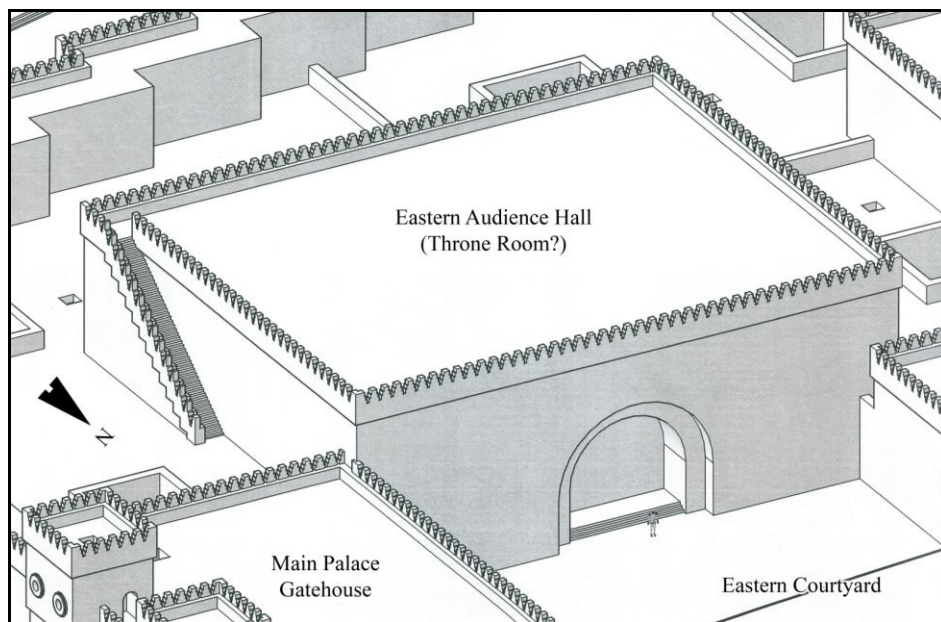 Eastern Audience Hall
(Throne Room?)
N
Main Palace
Gatehouse
Eastern Courtyard